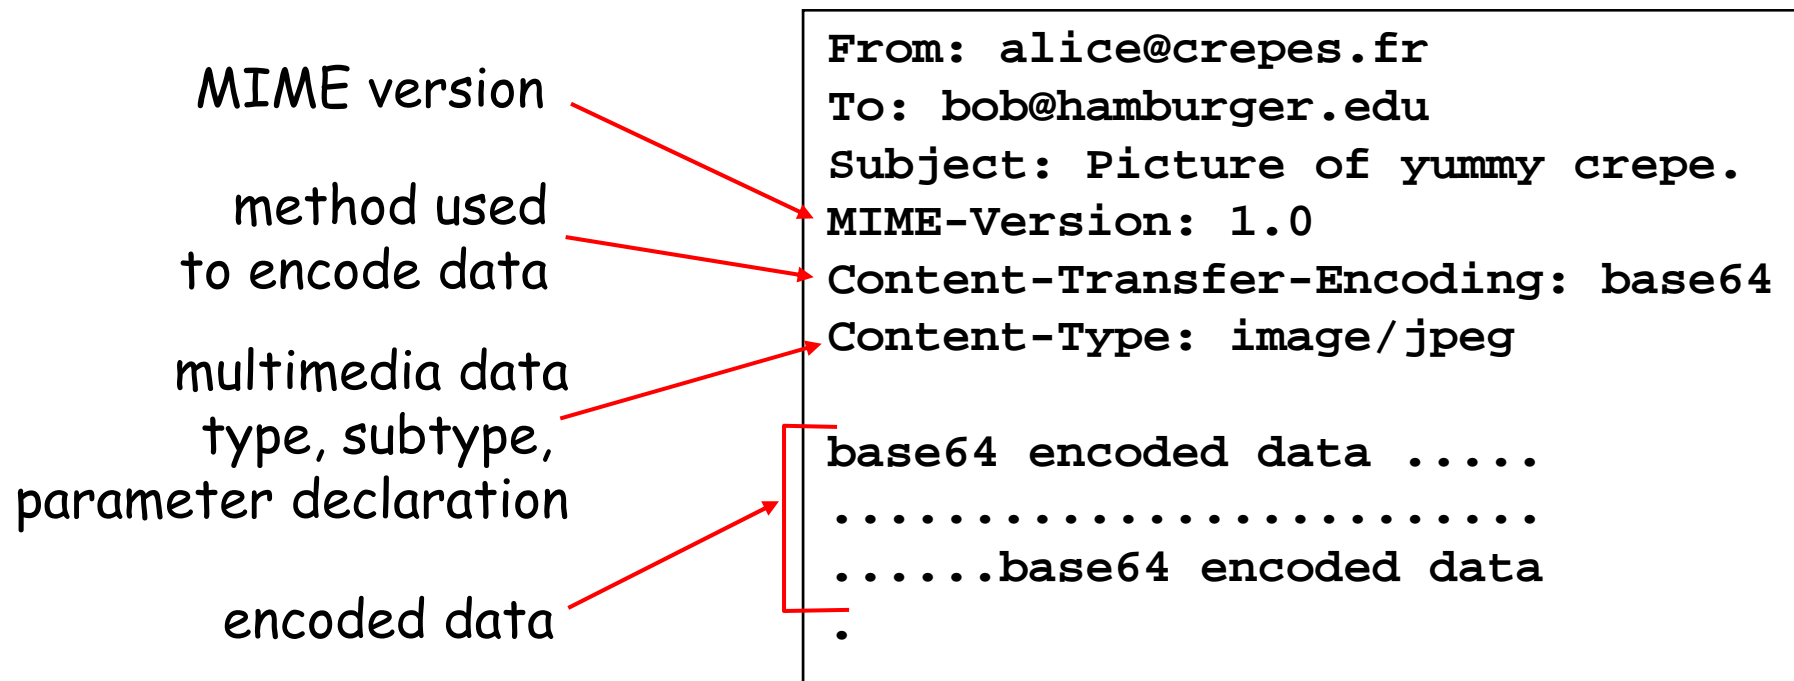 MIME version
method used
to encode data
multimedia data
type, subtype,
parameter declaration
encoded data
From: alice@crepes.fr
To: bob@hamburger.edu
Subject: Picture of yummy crepe.
MIME-Version: 1.0
Content-Transfer-Encoding: base64
Content-Type: image/jpeg
base64 encoded data .....
.........................
......base64 encoded data
.